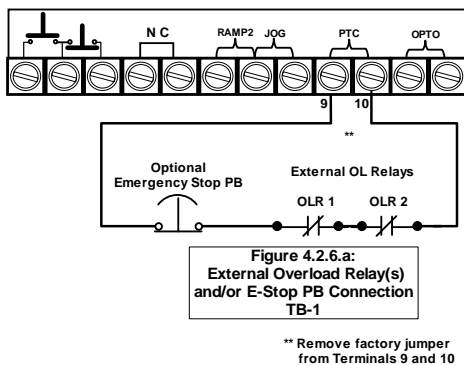 N C
RAMP2 JOG PTC OPTO
9 10
**
Optional
Emergency Stop PB
External OL Relays
OLR 1 OLR 2
Figure 4.2.6.a:
External Overload Relay(s)
and/or E-Stop PB Connection
TB-1
** Remove factory jumper
from Terminals 9 and 10